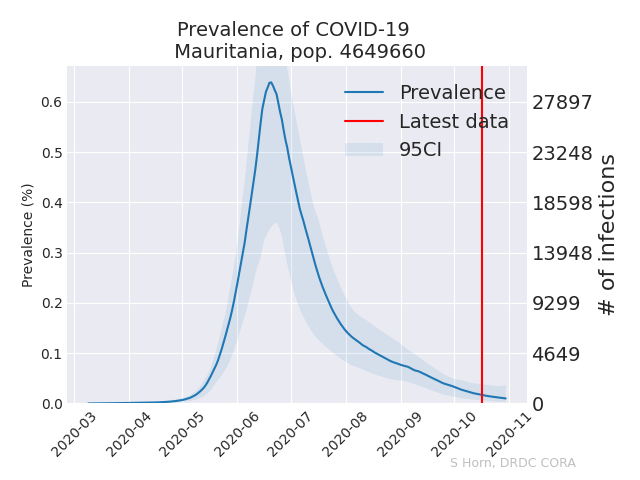 Prevalence of COVID-19
Mauritania, pop. 4649660
Prevalence
Latest data
95CI
Prevalence (%)
0.6
0.5
0.4
0.3
0.2
0.1
0.0
27897
23248
18598
13948
9299
4649
0
# of infections
2020-03
2020-04
2020-05
2020-06
2020-07
2020-08
2020-09
2020-10
2020-11
S Horn, DRDC CORA